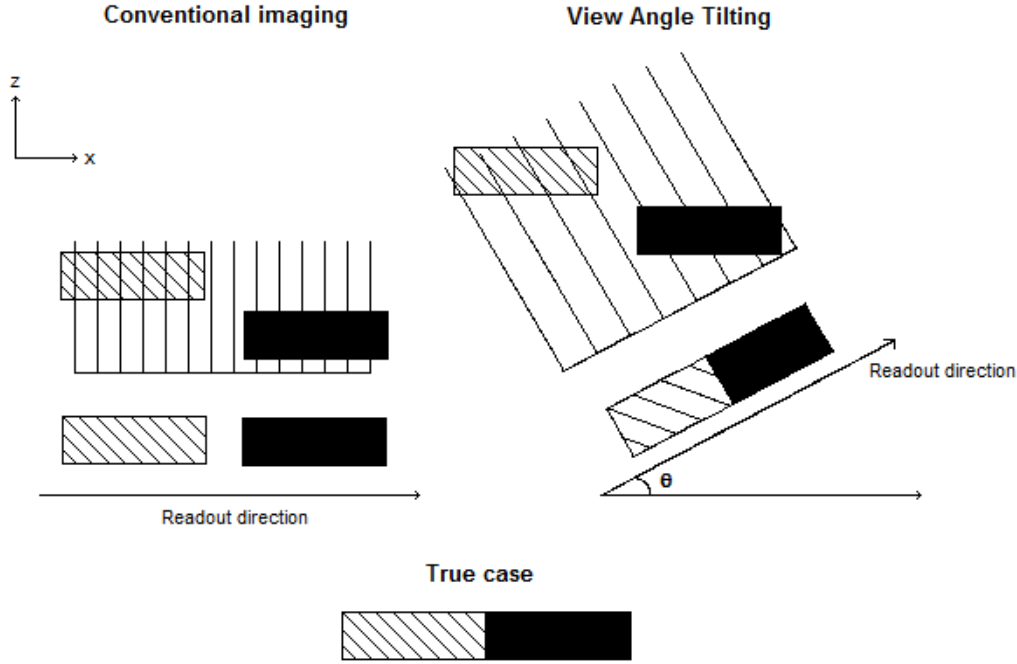 Conventional imaging
View Angle Tilting
z
x
Readout direction
θ
Readout direction
True case